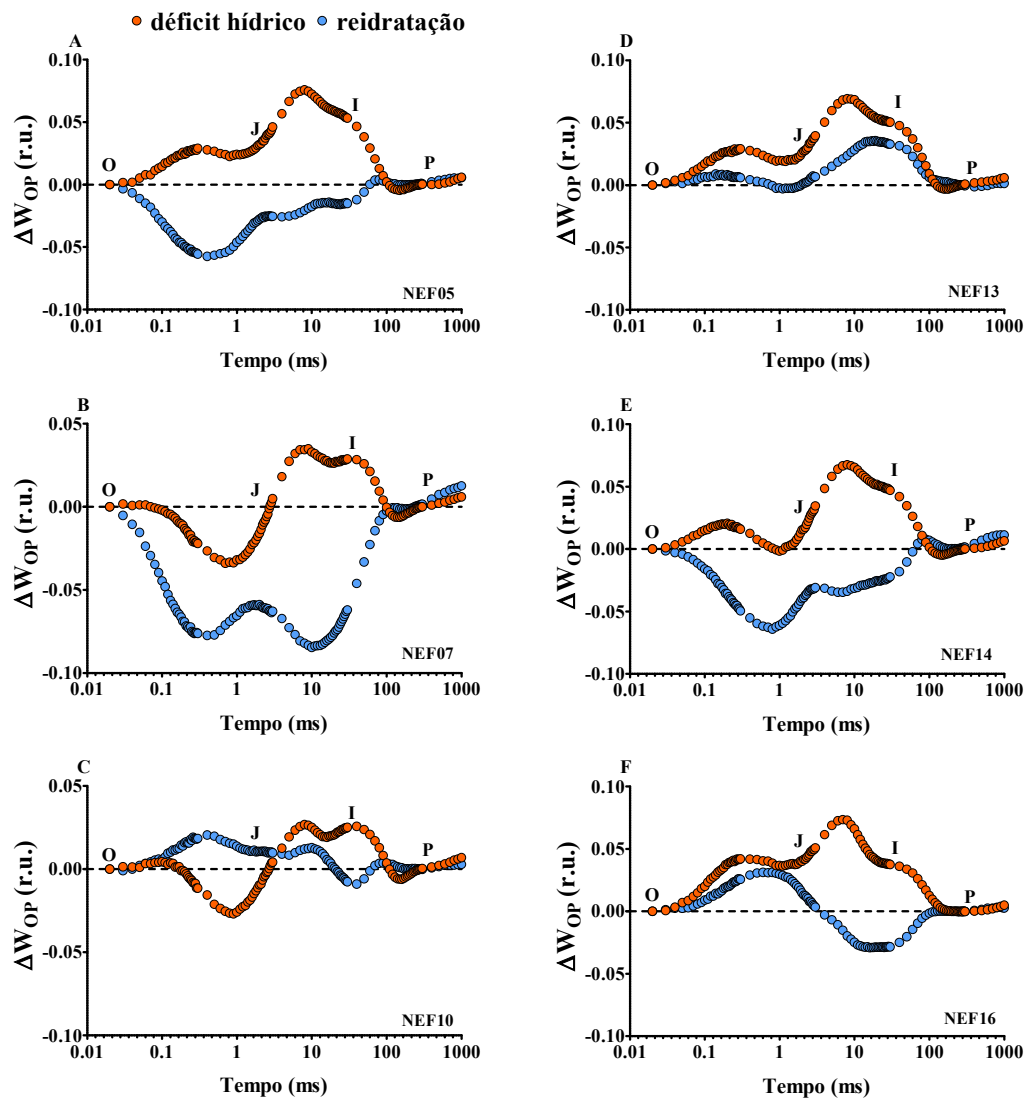 déficit hídrico reidratação
A
0.10
0.05
0.00
-0.05
-0.10
ΔW_OP (r.u.)
O
J
I
P
NEF05
0.01 0.1 1 10 100 1000
Tempo (ms)
D
0.10
0.05
0.00
-0.05
-0.10
ΔW_OP (r.u.)
O
J
I
P
NEF13
0.01 0.1 1 10 100 1000
Tempo (ms)
B
0.05
0.00
-0.05
-0.10
ΔW_OP (r.u.)
O
J
I
P
NEF07
0.01 0.1 1 10 100 1000
Tempo (ms)
E
0.10
0.05
0.00
-0.05
-0.10
ΔW_OP (r.u.)
O
J
I
P
NEF14
0.01 0.1 1 10 100 1000
Tempo (ms)
C
0.05
0.00
-0.05
-0.10
ΔW_OP (r.u.)
O
J
I
P
NEF10
0.01 0.1 1 10 100 1000
Tempo (ms)
F
0.10
0.05
0.00
-0.05
-0.10
ΔW_OP (r.u.)
O
J
I
P
NEF16
0.01 0.1 1 10 100 1000
Tempo (ms)